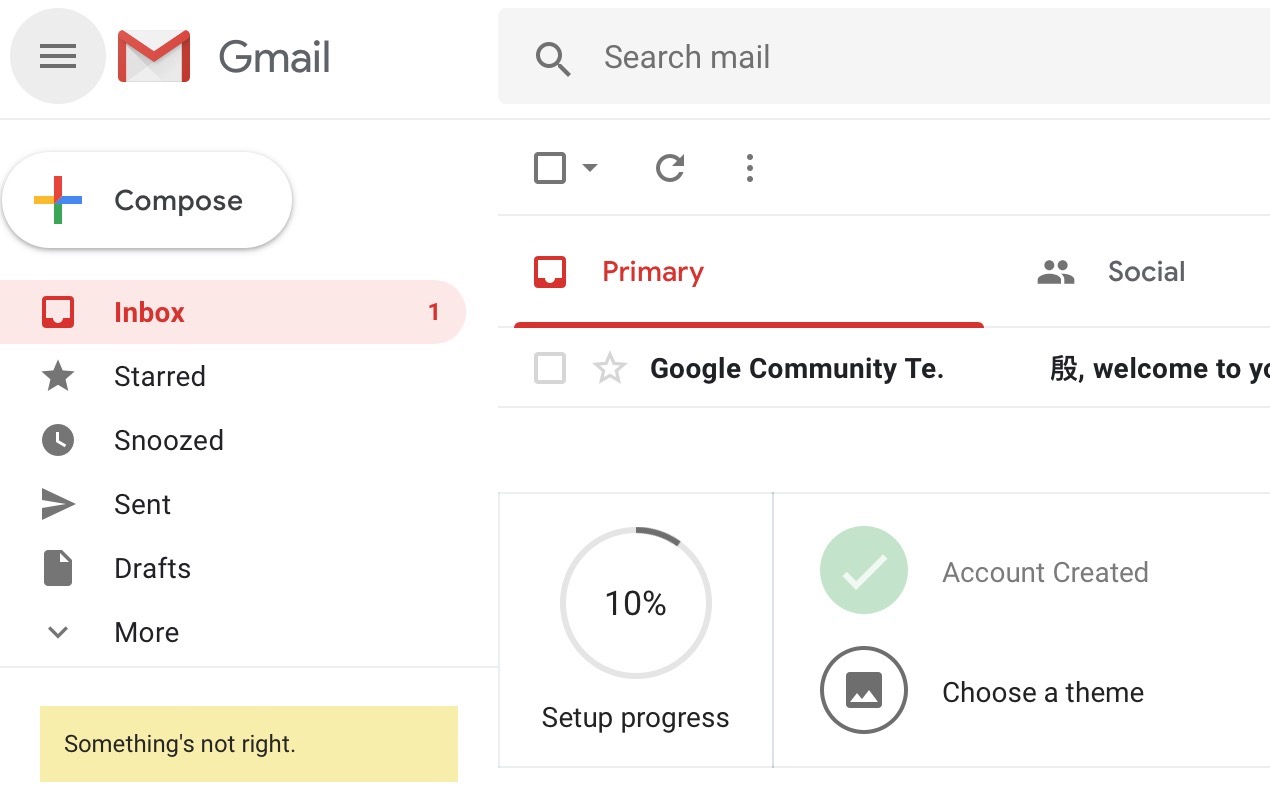 Gmail
Search mail
Compose
Primary
Social
Inbox 1
Google Community Te. 殷, welcome to
Starred
Snoozed
Sent
Drafts
More
10%
Setup progress
Account Created
Choose a theme
Something's not right.